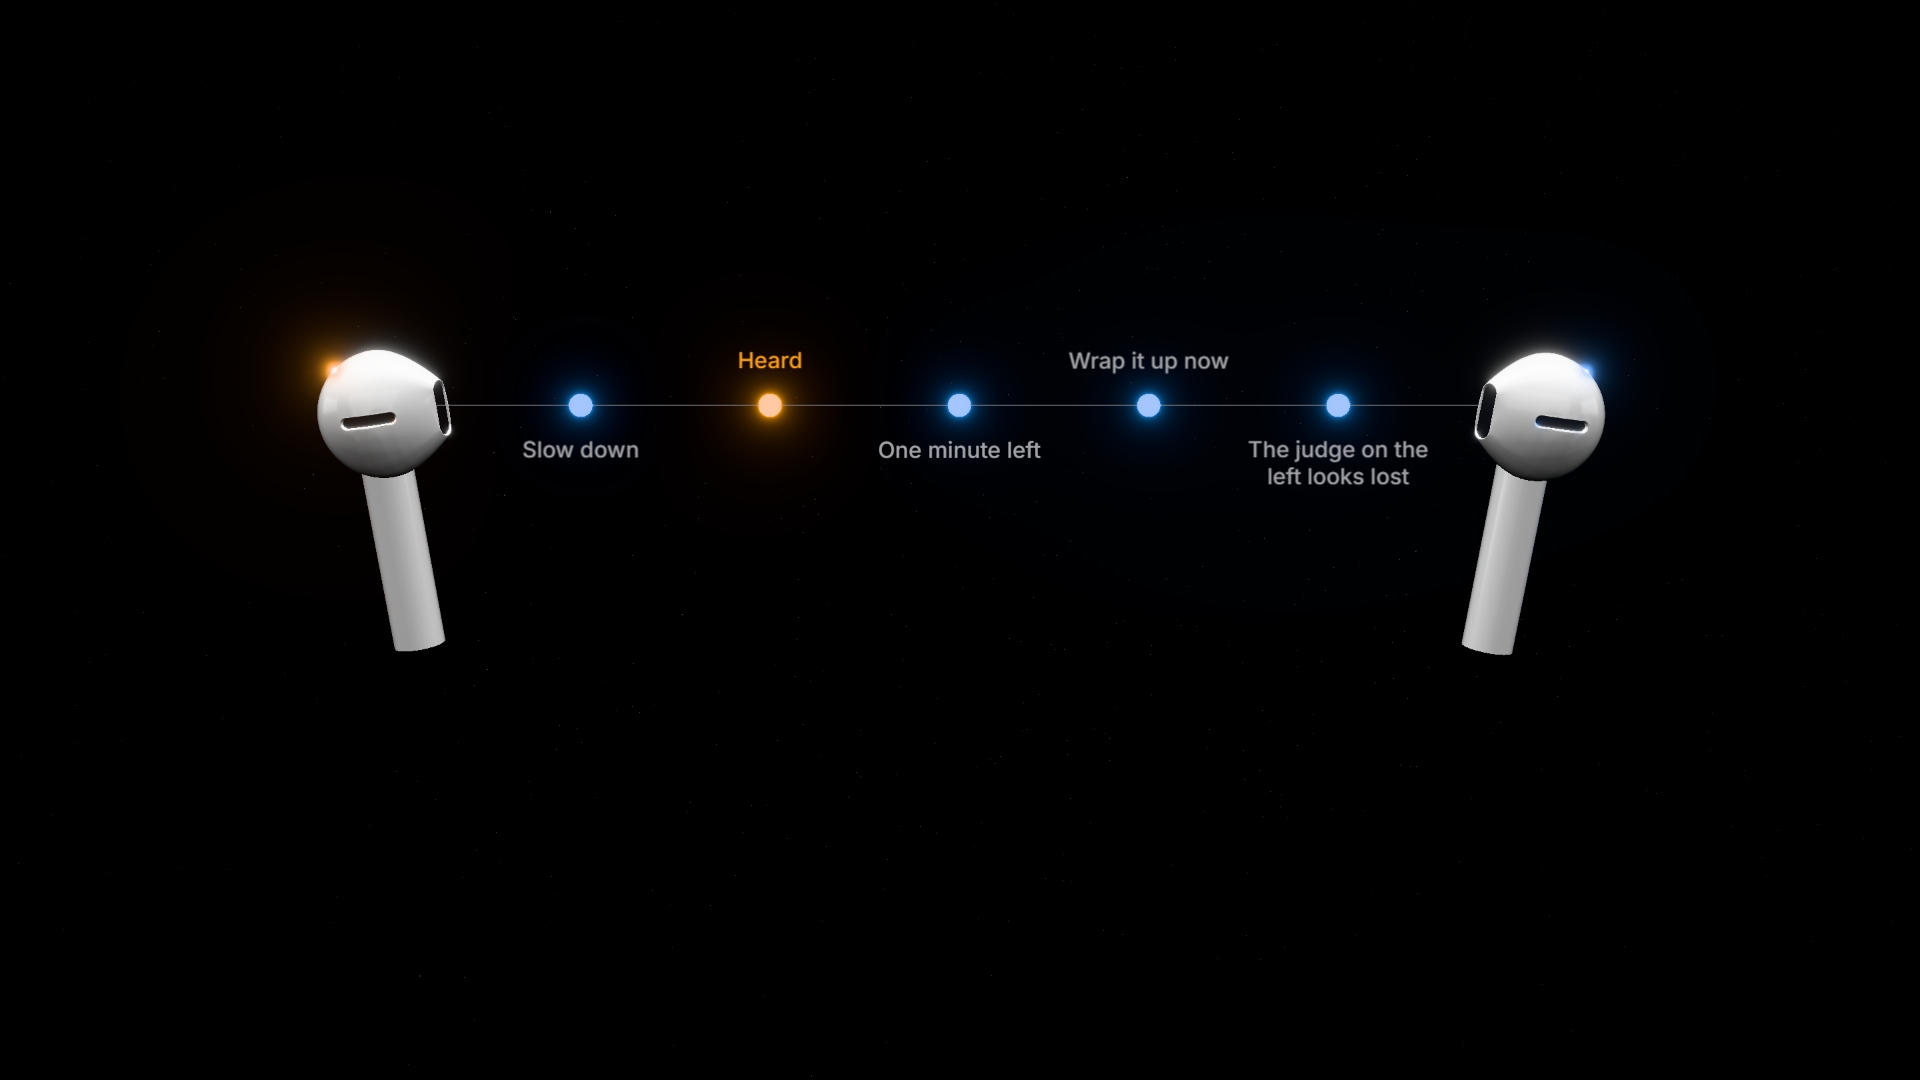 Slow down
Heard
One minute left
Wrap it up now
The judge on the
left looks lost